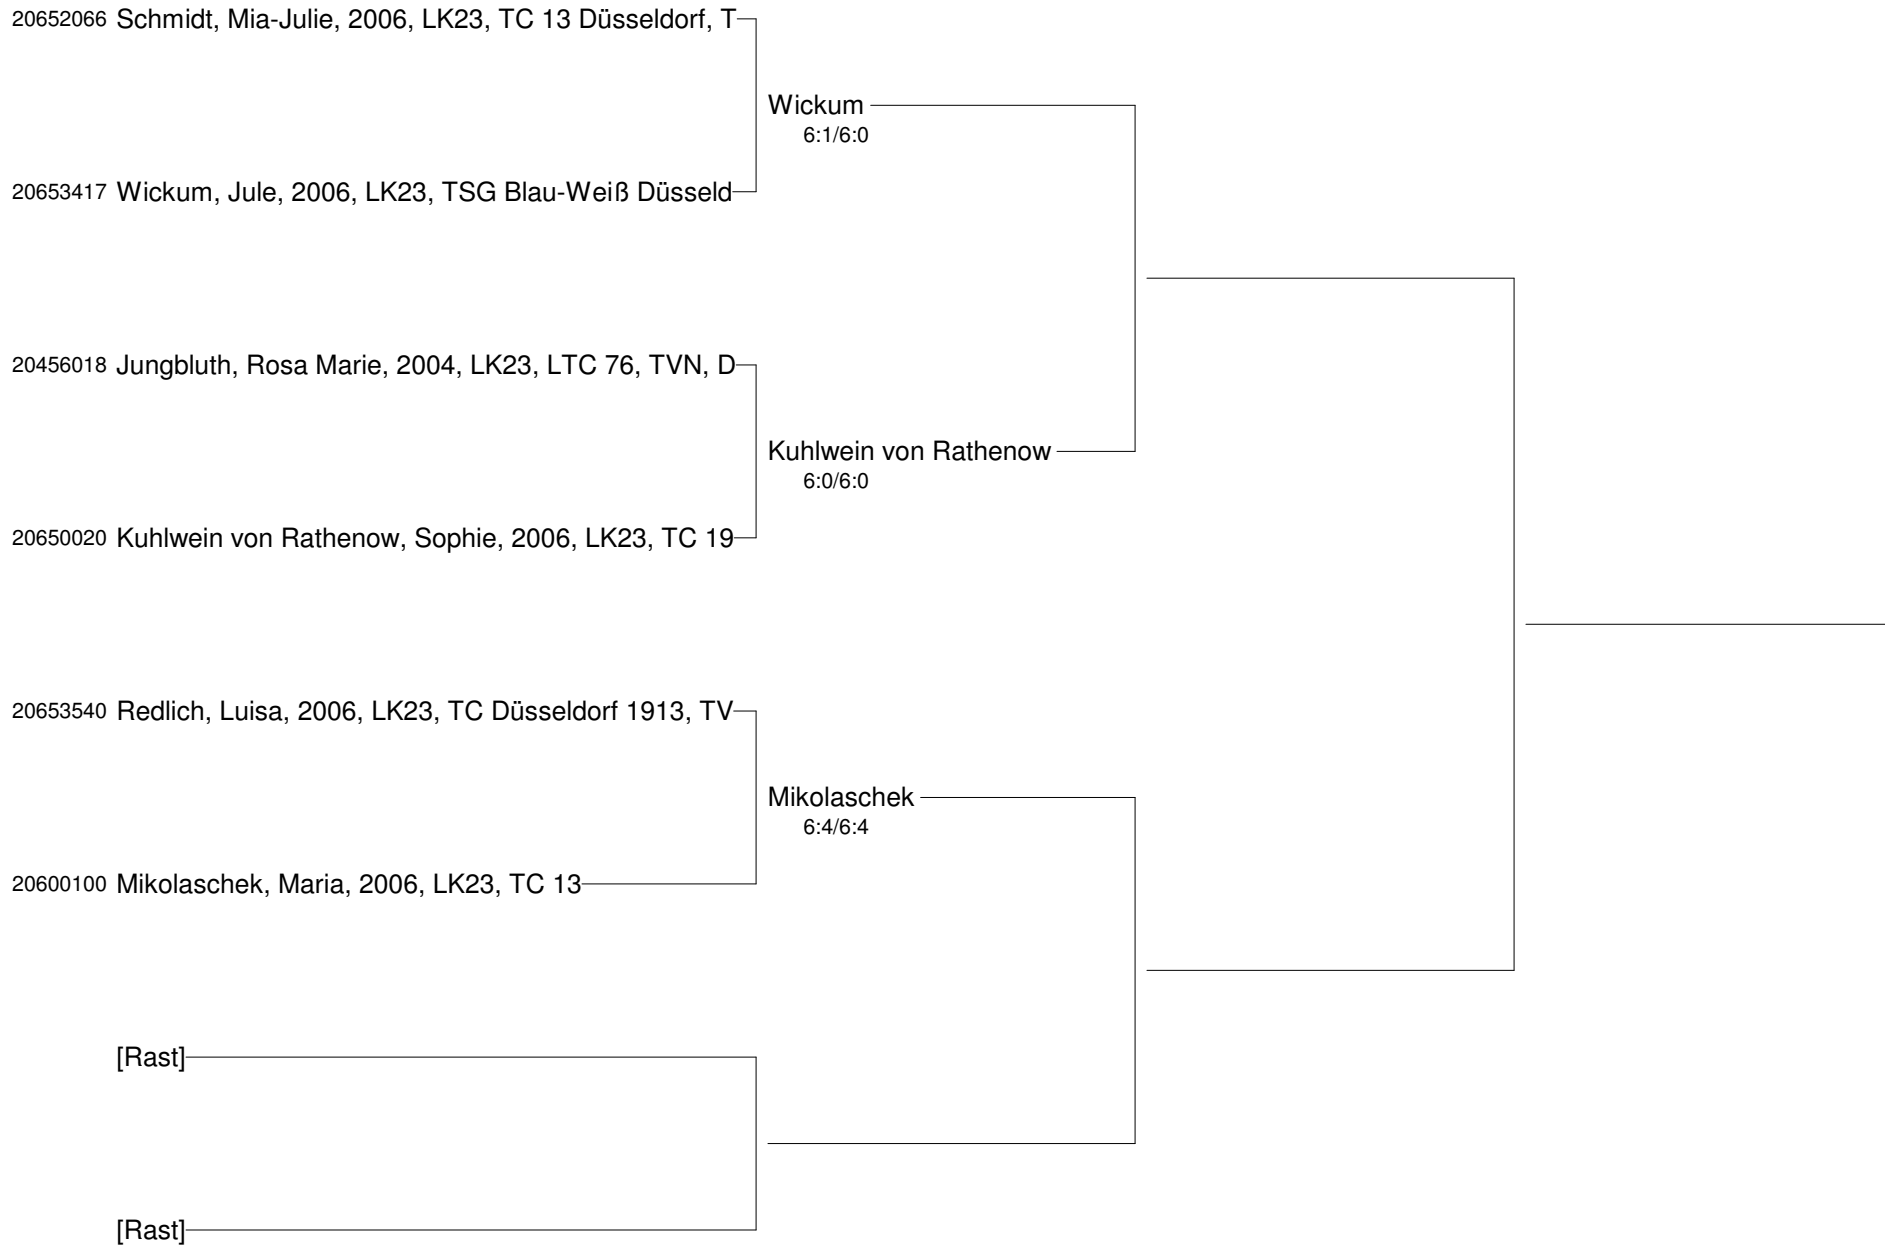 20652066 Schmidt, Mia-Julie, 2006, LK23, TC 13 Düsseldorf, T
Wickum
6:1/6:0
20653417 Wickum, Jule, 2006, LK23, TSG Blau-Weiß Düsseld
20456018 Jungbluth, Rosa Marie, 2004, LK23, LTC 76, TVN, D
Kuhlwein von Rathenow
6:0/6:0
20650020 Kuhlwein von Rathenow, Sophie, 2006, LK23, TC 19
20653540 Redlich, Luisa, 2006, LK23, TC Düsseldorf 1913, TV
Mikolaschek
6:4/6:4
20600100 Mikolaschek, Maria, 2006, LK23, TC 13
[Rast]
[Rast]